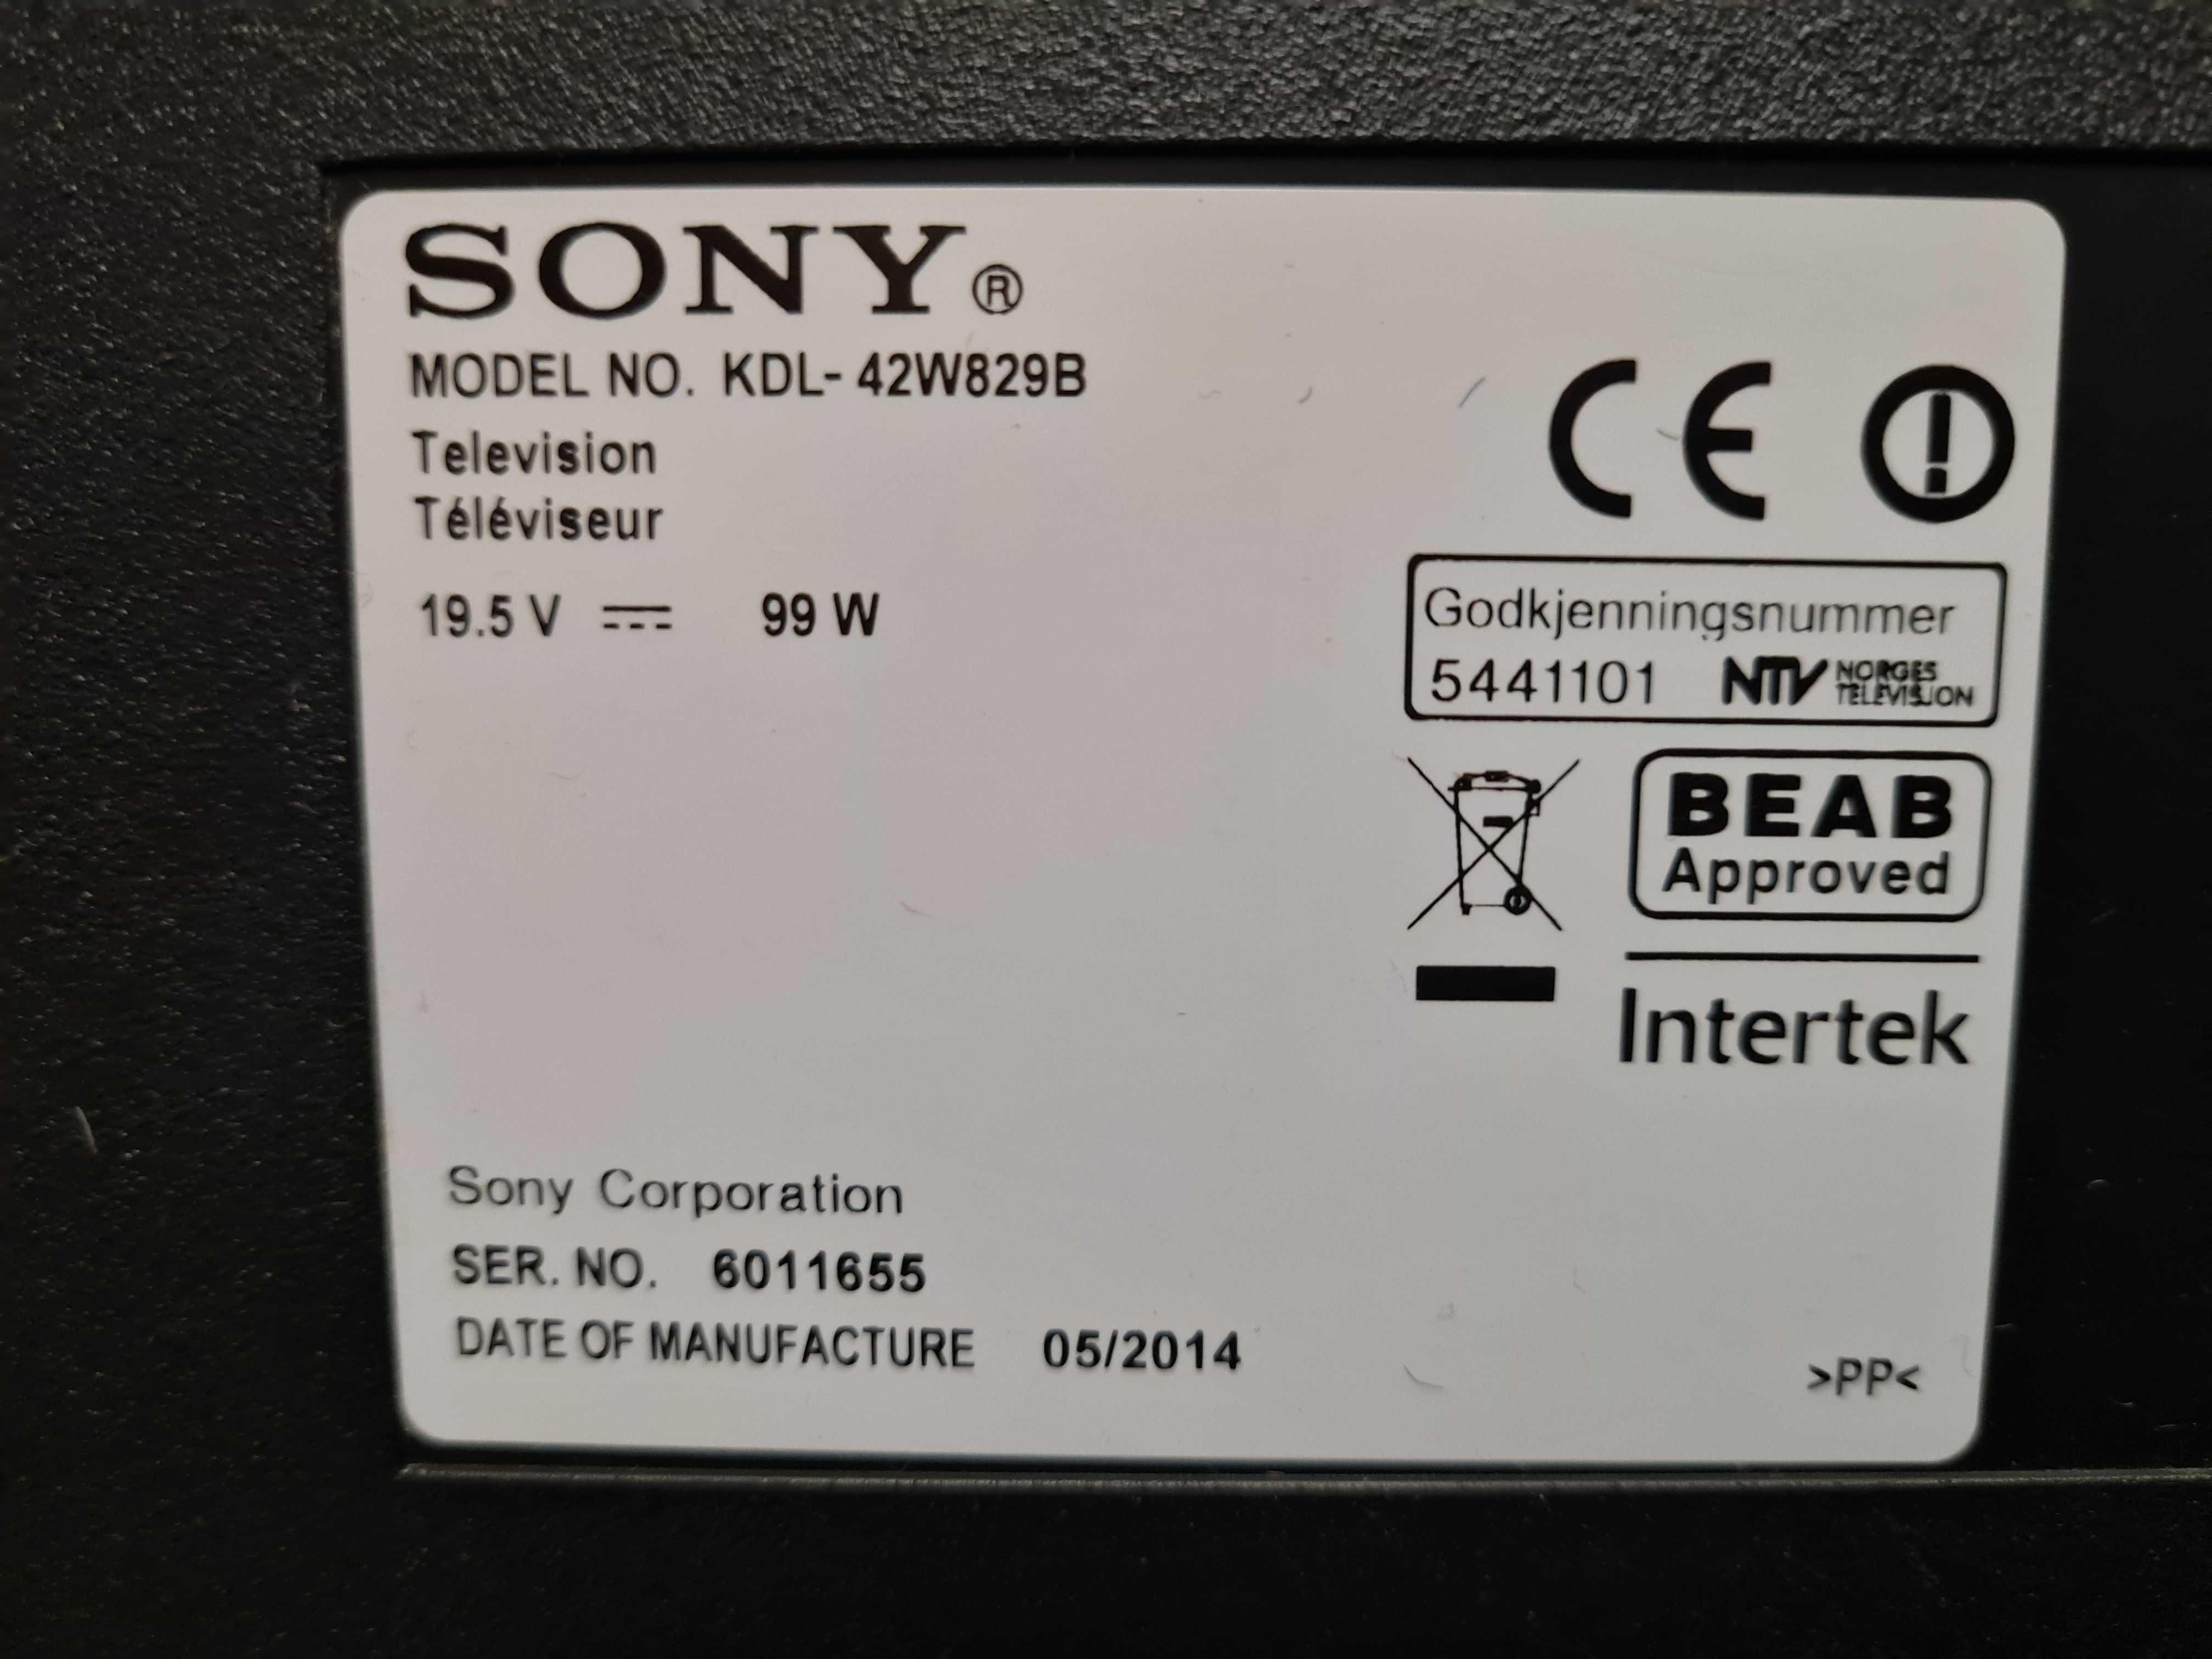 SONY®
MODEL NO. KDL-42W829B
Television
Téléviseur
19.5 V 99 W
CE
Godkjenningsnummer
5441101 NTV NORGES
TELEVISJON
BEAB
Approved
Intertek
Sony Corporation
SER. NO. 6011655
DATE OF MANUFACTURE 05/2014
>PP<